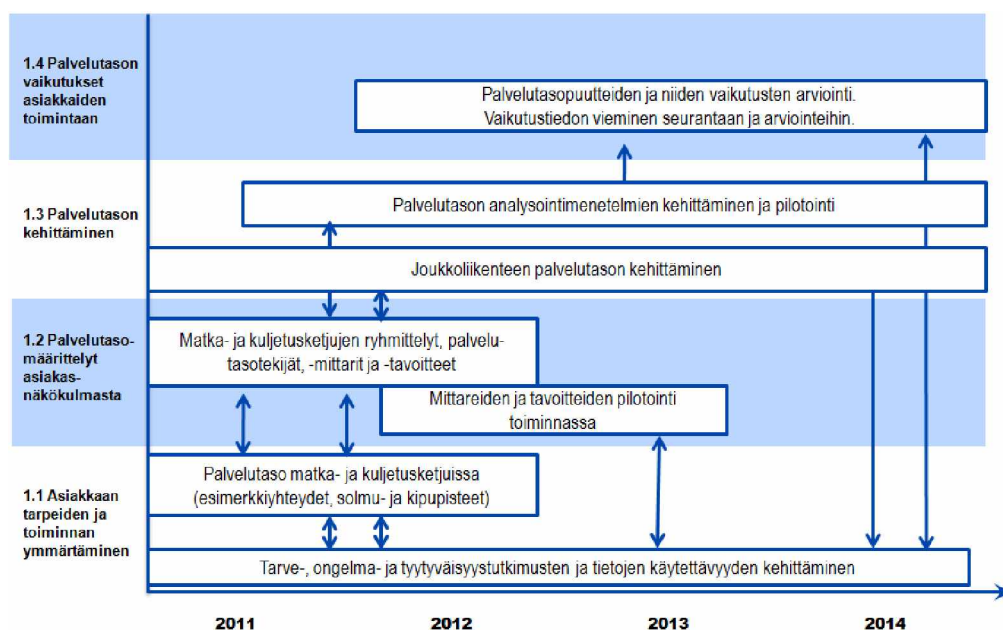 1.4 Palvelutason
vaikutukset
asiakkaiden
toimintaan
Palvelutasopuutteiden ja niiden vaikutusten arviointi.
Vaikutustiedon vieminen seurantaan ja arviointeihin.
1.3 Palvelutason
kehittäminen
Palvelutason analysointimenetelmien kehittäminen ja pilotointi
Joukkoliikenteen palvelutason kehittäminen
1.2 Palvelutaso-
määrittelyt
asiakas-
näkökulmasta
Matka- ja kuljetusketjujen ryhmittelyt, palvelu-
tasotekijät, -mittarit ja -tavoitteet
Mittareiden ja tavoitteiden pilotointi
toiminnassa
1.1 Asiakkaan
tarpeiden ja
toiminnan
ymmärtäminen
Palvelutaso matka- ja kuljetusketjuissa
(esimerkkiyhteydet, solmu- ja kipupisteet)
Tarve-, ongelma- ja tyytyväisyystutkimusten ja tietojen käytettävyyden kehittäminen
2011
2012
2013
2014